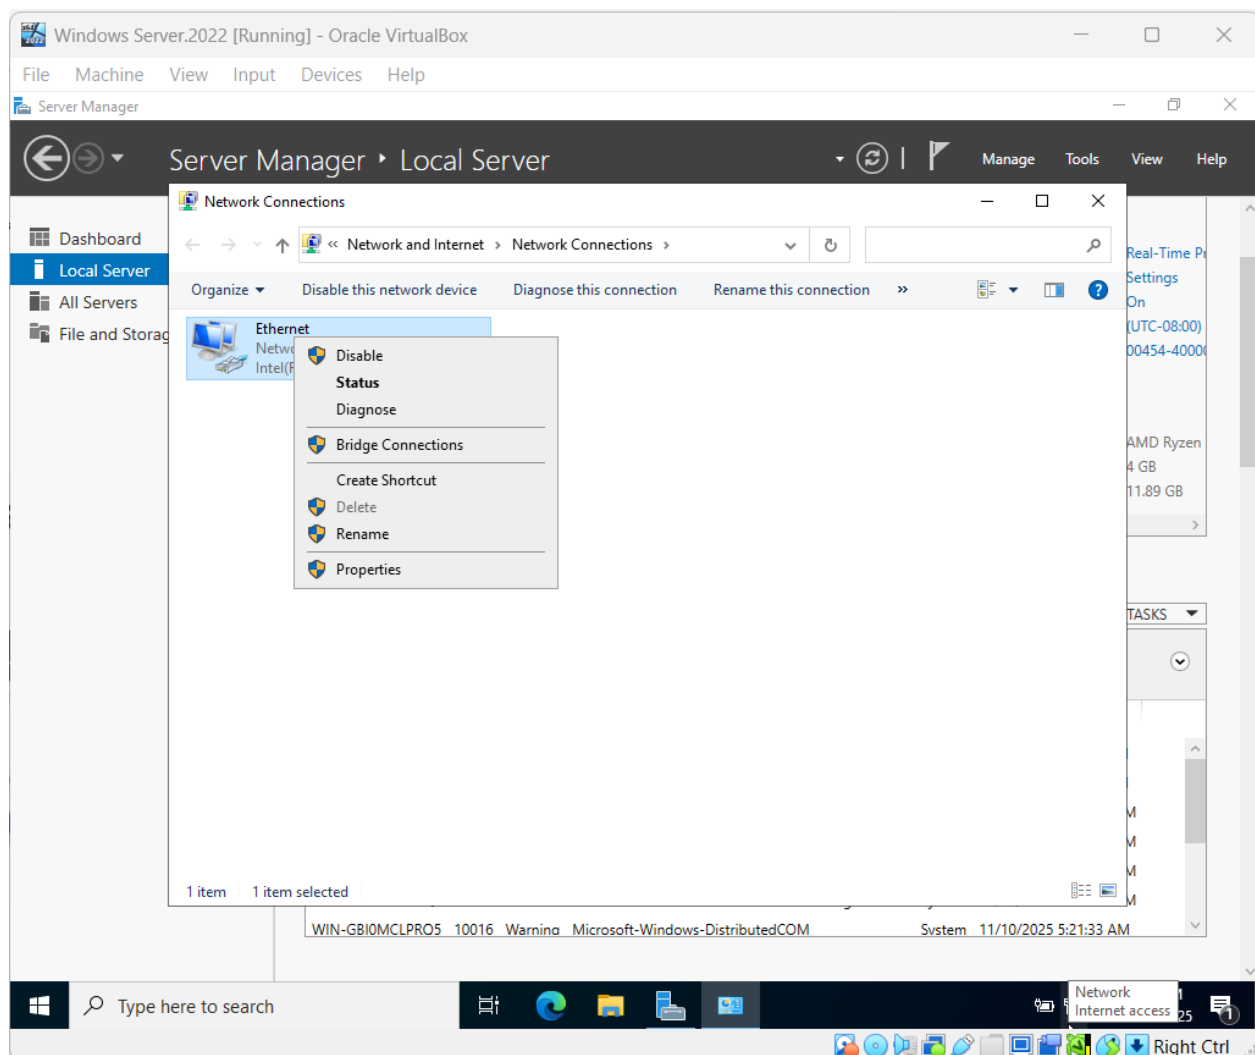 Windows Server.2022 [Running] - Oracle VirtualBox
File Machine View Input Devices Help
Server Manager
Server Manager ‣ Local Server
Manage Tools View Help
Network Connections
Dashboard
Local Server
All Servers
File and Storag
« Network and Internet › Network Connections ›
Organize Disable this network device Diagnose this connection Rename this connection »
Ethernet
Intel(
Disable
Status
Diagnose
Bridge Connections
Create Shortcut
Delete
Rename
Properties
Real-Time
Settings
On
(UTC-08:00)
00454-4000
AMD Ryzen
4 GB
11.89 GB
TASKS
M
M
M
M
1 item 1 item selected
WIN-GBI0MCLPRO5 10016 Warning Microsoft-Windows-DistributedCOM System 11/10/2025 5:21:33 AM
Type here to search
Network
Internet access
25
1
Right Ctrl